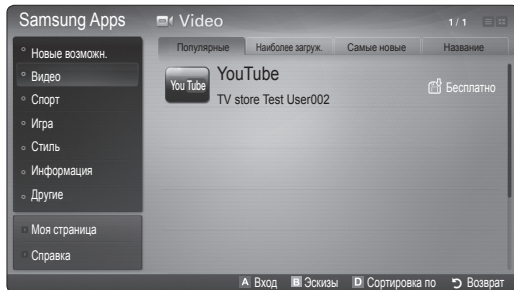 Samsung Apps
Video
1 / 1
Новые возможн.
Видео
Спорт
Игра
Стиль
Информация
Другие
Моя страница
Справка
Популярные
Наиболее загруж.
Самые новые
Название
You Tube
YouTube
TV store Test User002
Бесплатно
A Вход B Эскизы D Сортировка по Возврат